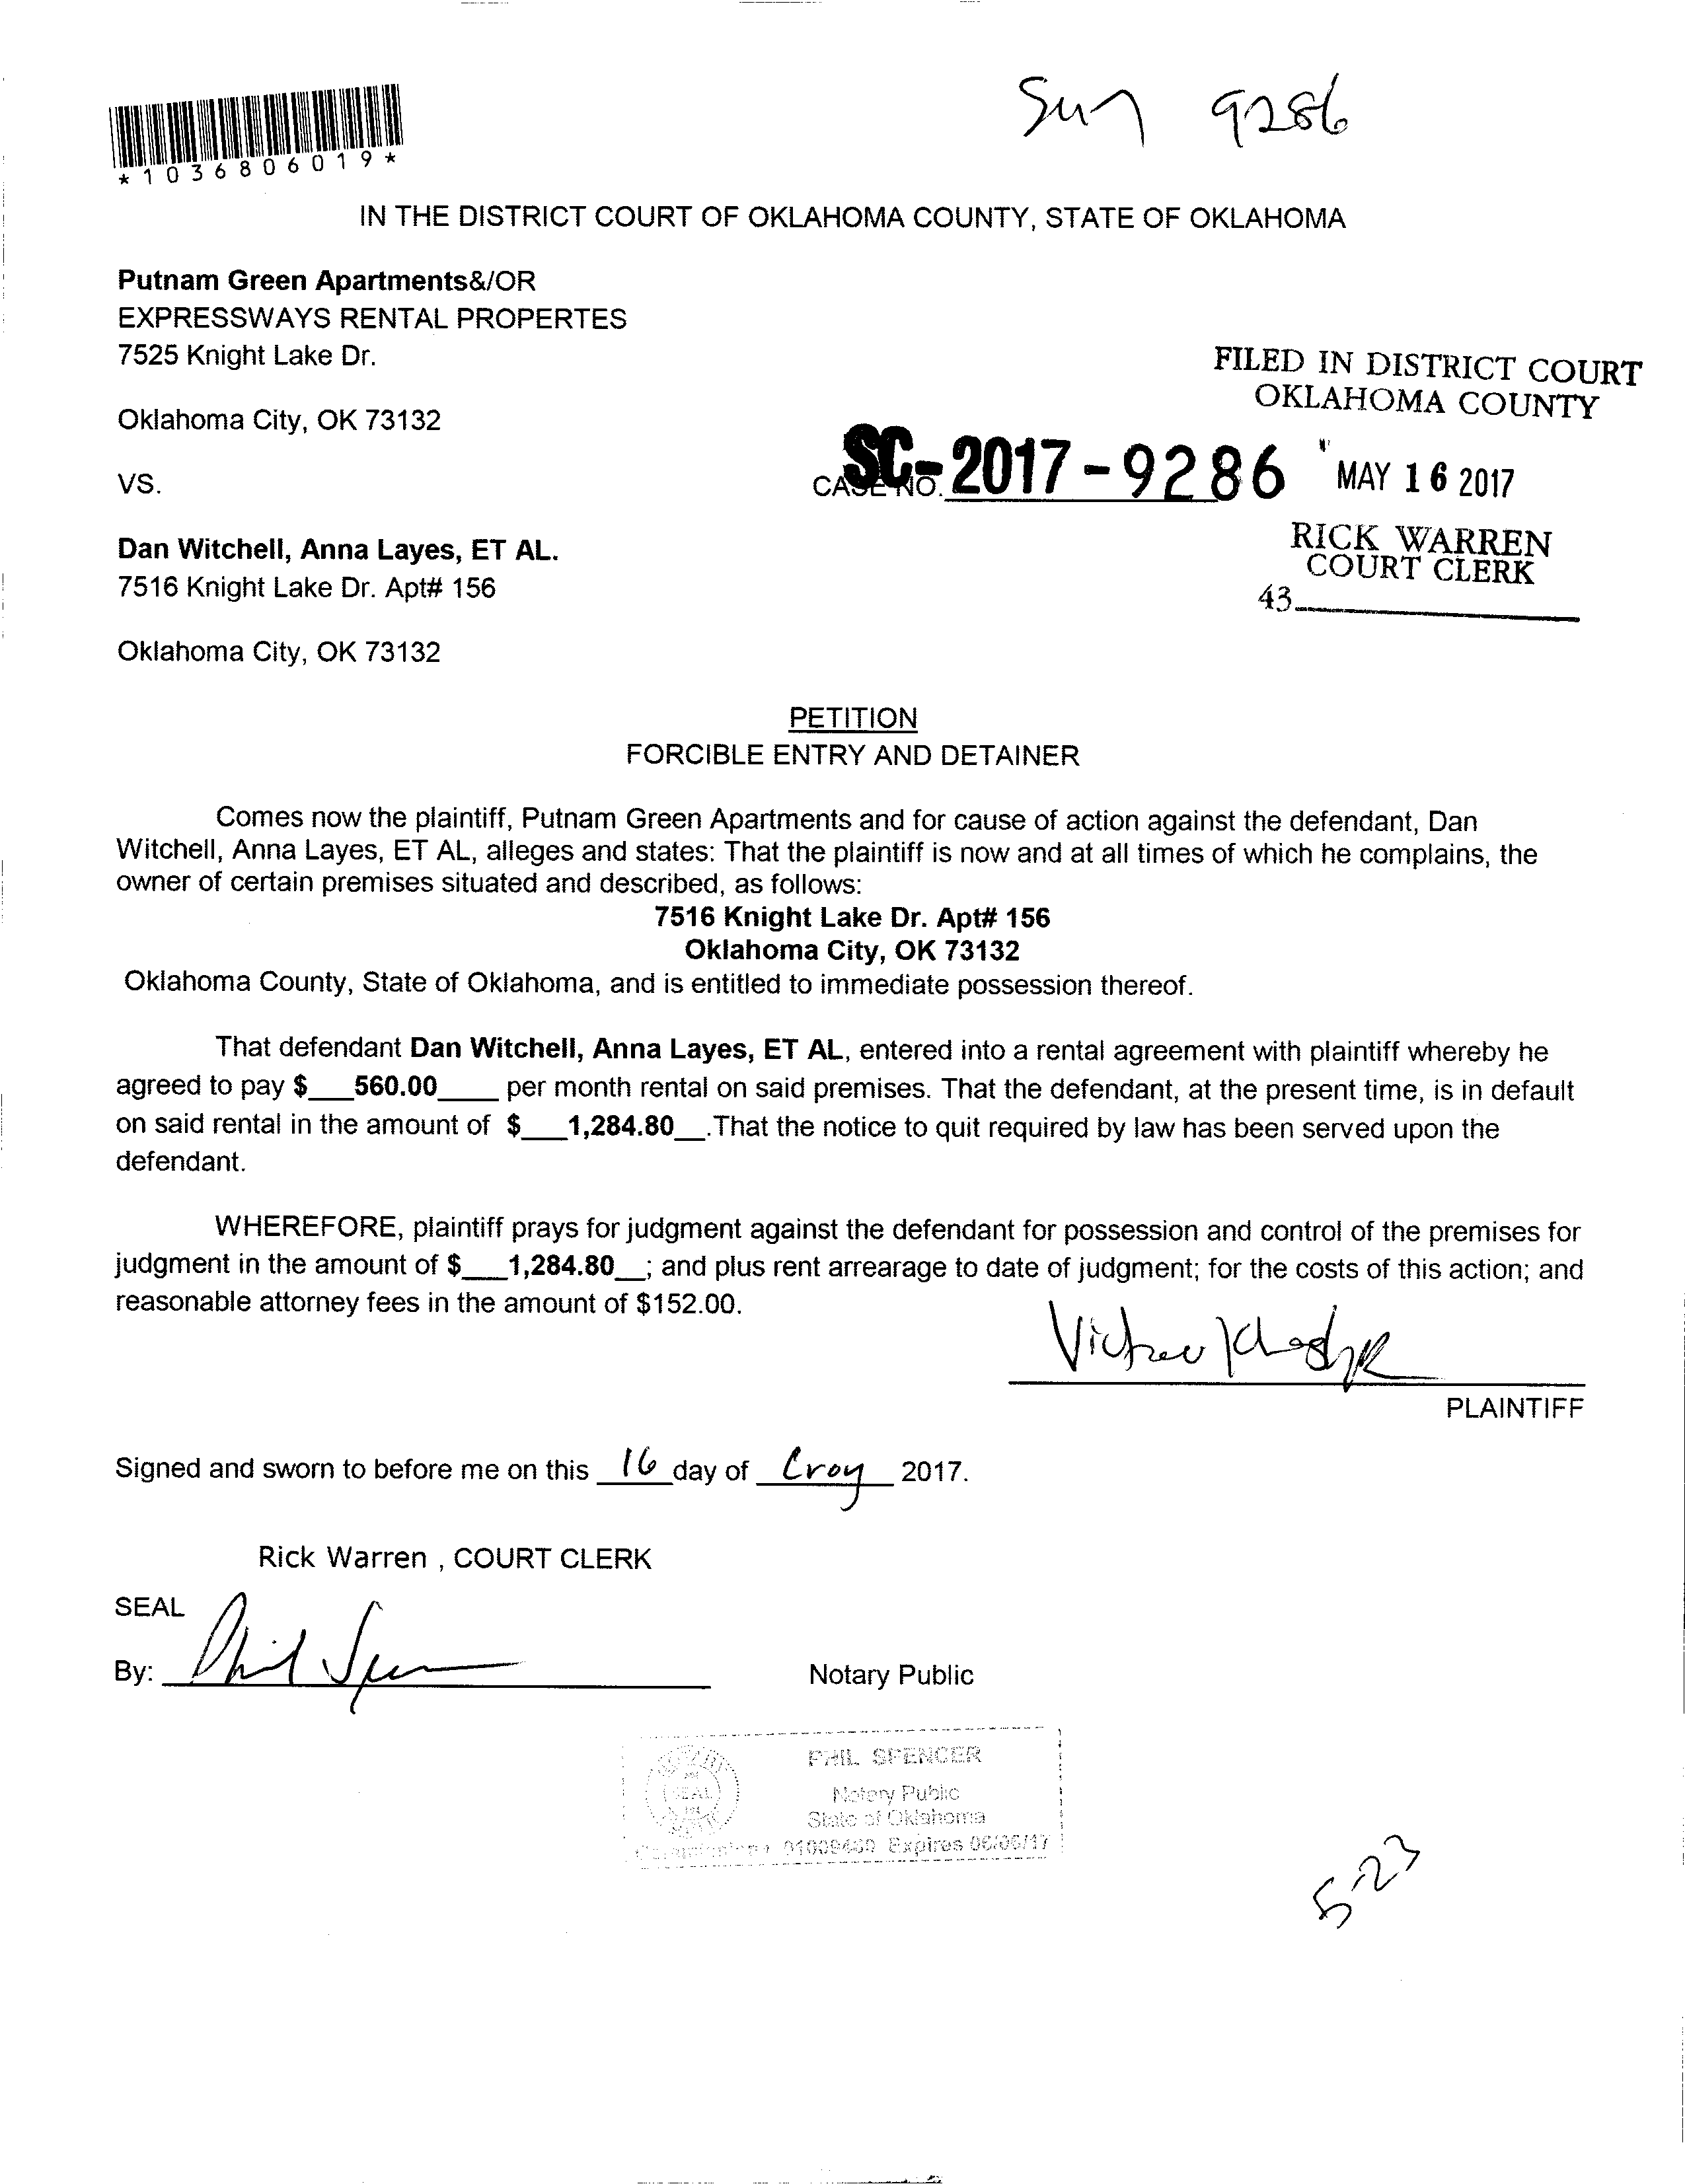 9286
*1036806019*
IN THE DISTRICT COURT OF OKLAHOMA COUNTY, STATE OF OKLAHOMA
Putnam Green Apartments&/OR
EXPRESSWAYS RENTAL PROPERTES
7525 Knight Lake Dr.
FILED IN DISTRICT COURT
OKLAHOMA COUNTY
Oklahoma City, OK 73132
VS.
CASE NO. SC-2017-9286
MAY 16 2017
RICK WARREN
COURT CLERK
43
Dan Witchell, Anna Layes, ET AL.
7516 Knight Lake Dr. Apt# 156
Oklahoma City, OK 73132
PETITION
FORCIBLE ENTRY AND DETAINER
Comes now the plaintiff, Putnam Green Apartments and for cause of action against the defendant, Dan
Witchell, Anna Layes, ET AL, alleges and states: That the plaintiff is now and at all times of which he complains, the
owner of certain premises situated and described, as follows:
7516 Knight Lake Dr. Apt# 156
Oklahoma City, OK 73132
Oklahoma County, State of Oklahoma, and is entitled to immediate possession thereof.
That defendant Dan Witchell, Anna Layes, ET AL, entered into a rental agreement with plaintiff whereby he
agreed to pay $___560.00____ per month rental on said premises. That the defendant, at the present time, is in default
on said rental in the amount of $___1,284.80__.That the notice to quit required by law has been served upon the
defendant.
WHEREFORE, plaintiff prays for judgment against the defendant for possession and control of the premises for
judgment in the amount of $___1,284.80__; and plus rent arrearage to date of judgment; for the costs of this action; and
reasonable attorney fees in the amount of $152.00.
PLAINTIFF
Signed and sworn to before me on this 16 day of 2017.
Rick Warren , COURT CLERK
SEAL
By: Phil Notary Public
PHIL SPENCER
SEAL
Notary Public
State of Oklahoma
Expires 06/06/17
5-23